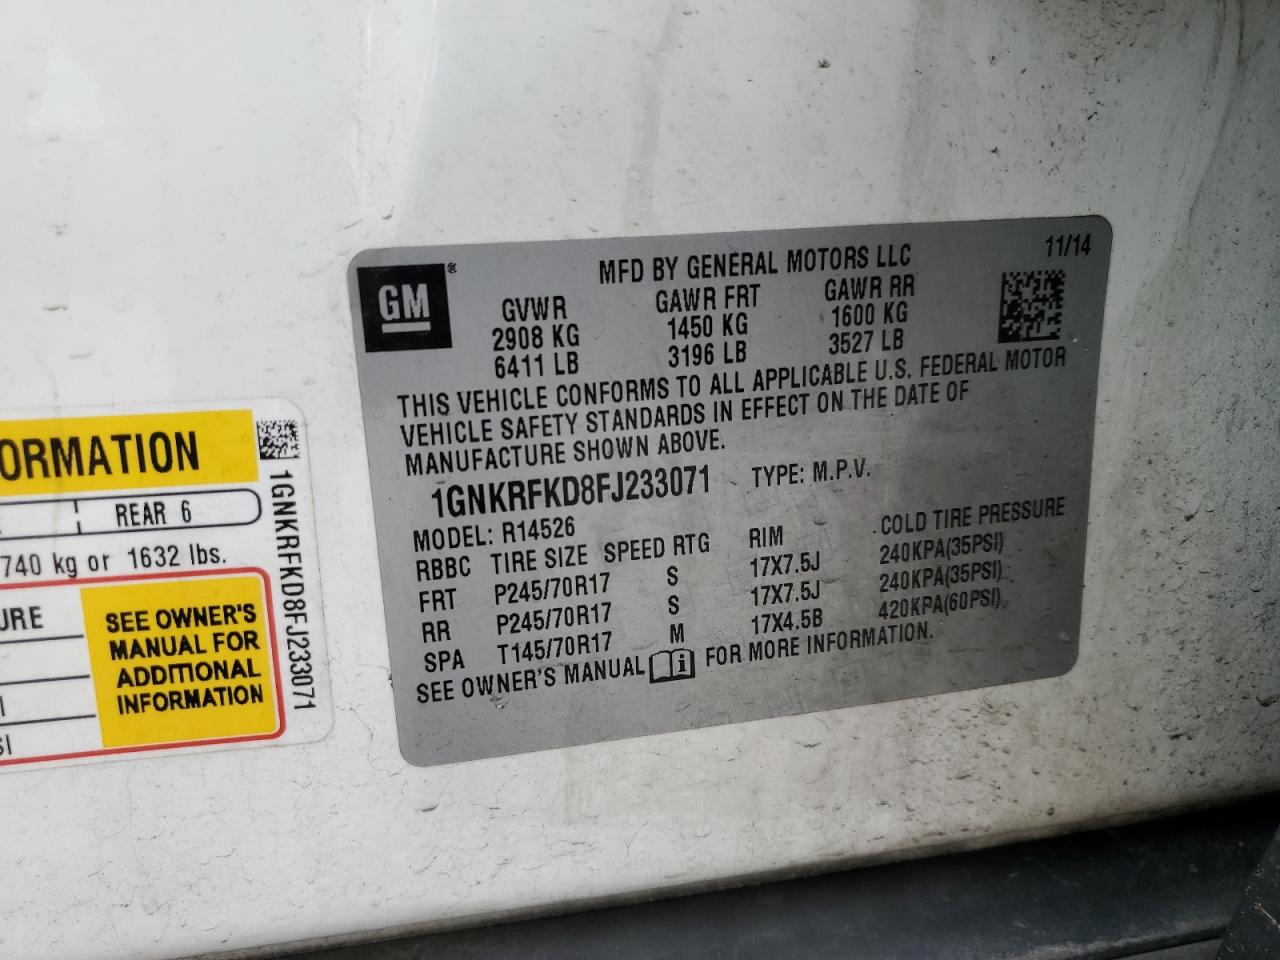 GM®
MFD BY GENERAL MOTORS LLC 11/14
GVWR GAWR FRT GAWR RR
2908 KG 1450 KG 1600 KG
6411 LB 3196 LB 3527 LB
THIS VEHICLE CONFORMS TO ALL APPLICABLE U.S. FEDERAL MOTOR
VEHICLE SAFETY STANDARDS IN EFFECT ON THE DATE OF
MANUFACTURE SHOWN ABOVE.
1GNKRFKD8FJ233071 TYPE: M.P.V.
MODEL: R14526
RBBC TIRE SIZE SPEED RTG RIM COLD TIRE PRESSURE
FRT P245/70R17 S 17X7.5J 240KPA(35PSI)
RR P245/70R17 S 17X7.5J 240KPA(35PSI)
SPA T145/70R17 M 17X4.5B 420KPA(60PSI)
SEE OWNER'S MANUAL FOR MORE INFORMATION.
ORMATION
REAR 6
740 kg or 1632 lbs.
URE
SEE OWNER'S
MANUAL FOR
ADDITIONAL
INFORMATION
SI
1GNKRFKD8FJ233071